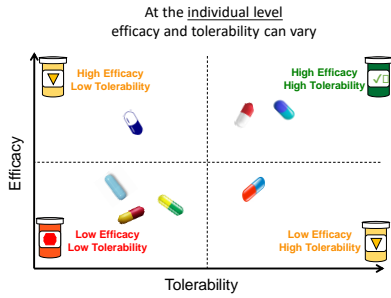 At the individual level
efficacy and tolerability can vary
High Efficacy
Low Tolerability
High Efficacy
High Tolerability
Efficacy
Low Efficacy
Low Tolerability
Low Efficacy
High Tolerability
Tolerability